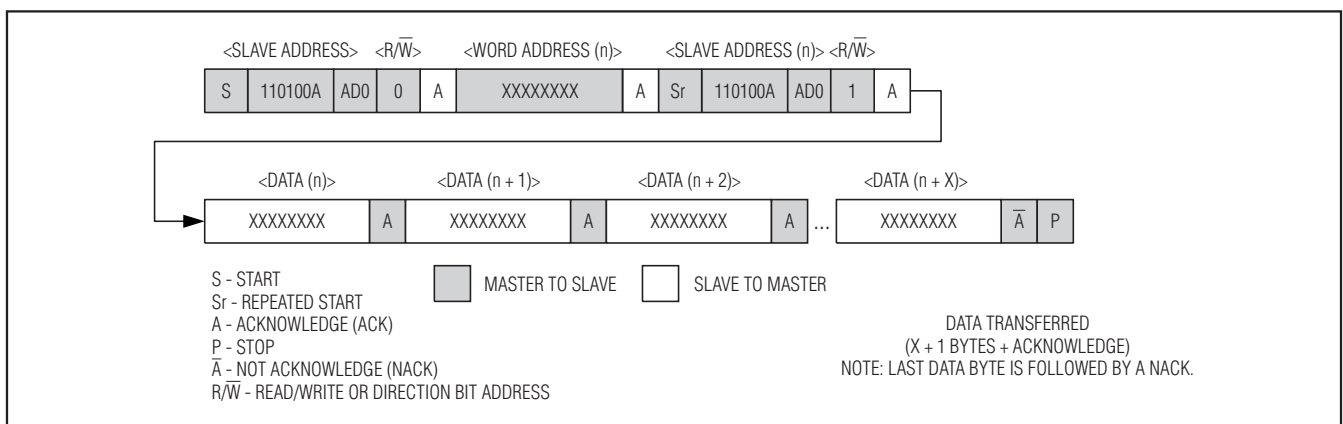 <SLAVE ADDRESS> <R/W̅> <WORD ADDRESS (n)> <SLAVE ADDRESS (n)> <R/W̅>
S 110100A AD0 0 A XXXXXXXX A Sr 110100A AD0 1 A
<DATA (n)> <DATA (n + 1)> <DATA (n + 2)> <DATA (n + X)>
XXXXXXXX A XXXXXXXX A XXXXXXXX A ... XXXXXXXX A̅ P
S - START
Sr - REPEATED START
A - ACKNOWLEDGE (ACK)
P - STOP
A̅ - NOT ACKNOWLEDGE (NACK)
R/W̅ - READ/WRITE OR DIRECTION BIT ADDRESS
MASTER TO SLAVE SLAVE TO MASTER
DATA TRANSFERRED
(X + 1 BYTES + ACKNOWLEDGE)
NOTE: LAST DATA BYTE IS FOLLOWED BY A NACK.